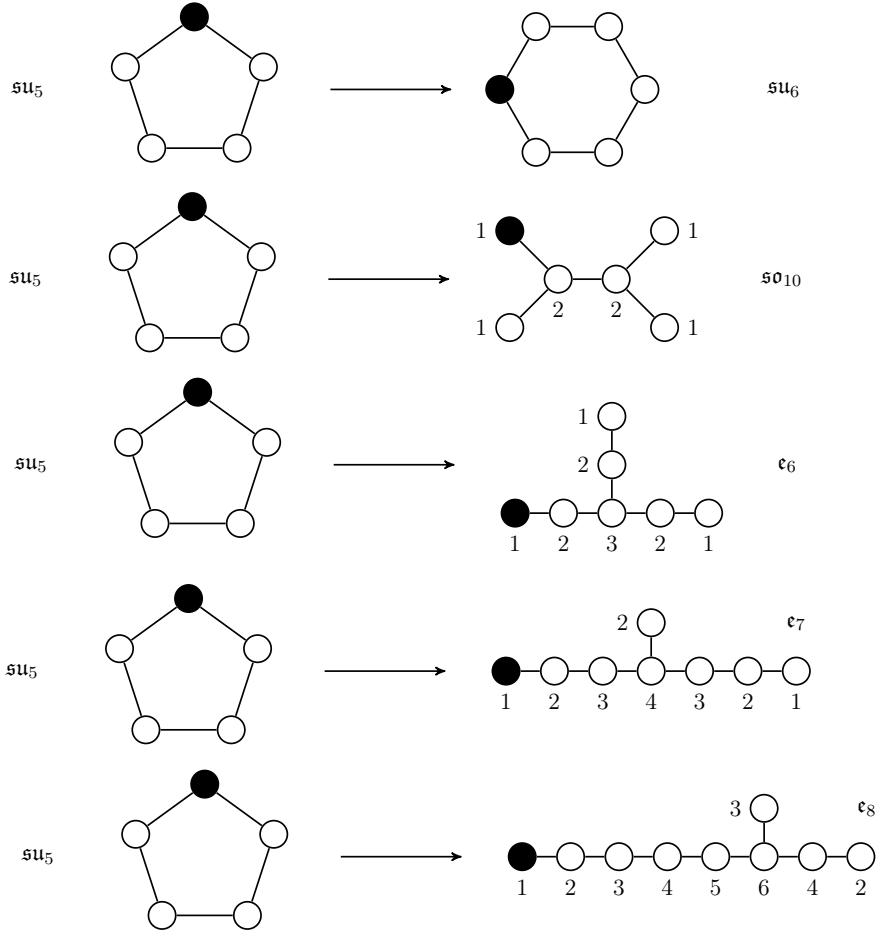 𝔰𝔲₅ 𝔰𝔲₆
1 1
𝔰𝔲₅ 2 2 𝔰𝔬₁₀
1 1
1
𝔰𝔲₅ 2 𝔢₆
1 2 3 2 1
2 𝔢₇
𝔰𝔲₅
1 2 3 4 3 2 1
3 𝔢₈
𝔰𝔲₅
1 2 3 4 5 6 4 2